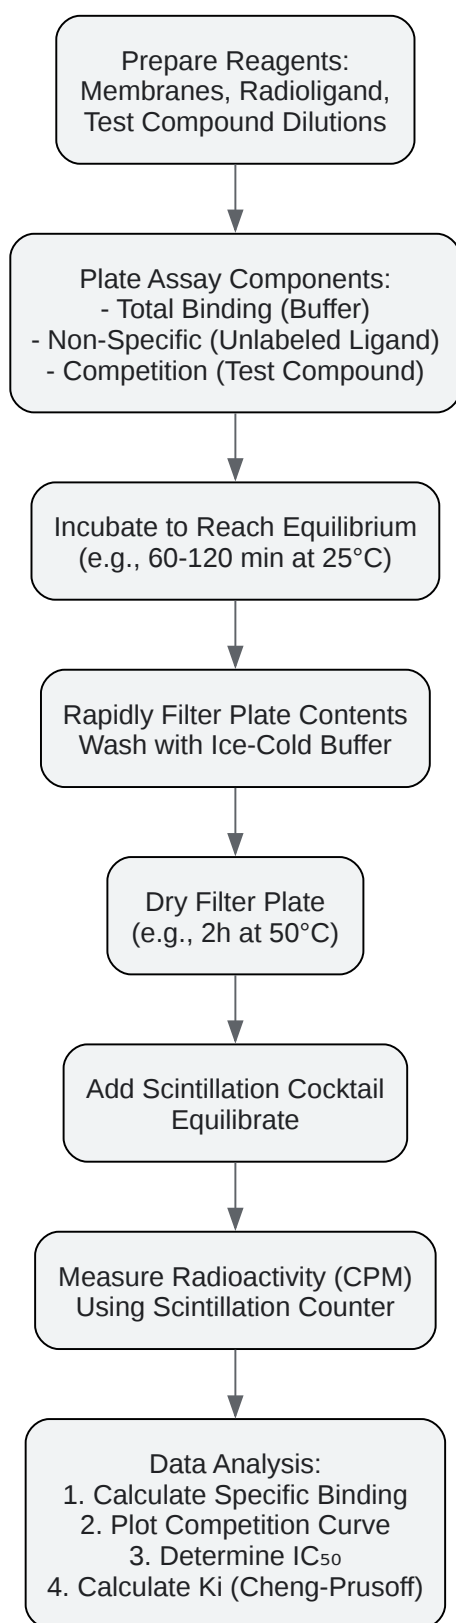 Prepare Reagents:
Membranes, Radioligand,
Test Compound Dilutions
Plate Assay Components:
- Total Binding (Buffer)
- Non-Specific (Unlabeled Ligand)
- Competition (Test Compound)
Incubate to Reach Equilibrium
(e.g., 60-120 min at 25°C)
Rapidly Filter Plate Contents
Wash with Ice-Cold Buffer
Dry Filter Plate
(e.g., 2h at 50°C)
Add Scintillation Cocktail
Equilibrate
Measure Radioactivity (CPM)
Using Scintillation Counter
Data Analysis:
1. Calculate Specific Binding
2. Plot Competition Curve
3. Determine IC₅₀
4. Calculate Ki (Cheng-Prusoff)